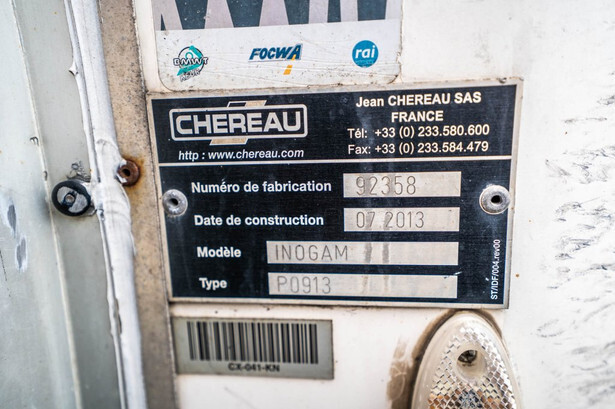 BMWT
KEUR
FOCWA
rai
CHEREAU
http : www.chereau.com
Jean CHEREAU SAS
FRANCE
Tél: +33 (0) 233.580.600
Fax: +33 (0) 233.584.479
Numéro de fabrication 92358
Date de construction 07.2013
Modèle INOGAM
Type P0913
ST/IDF/004.rev00
CX-041-KN